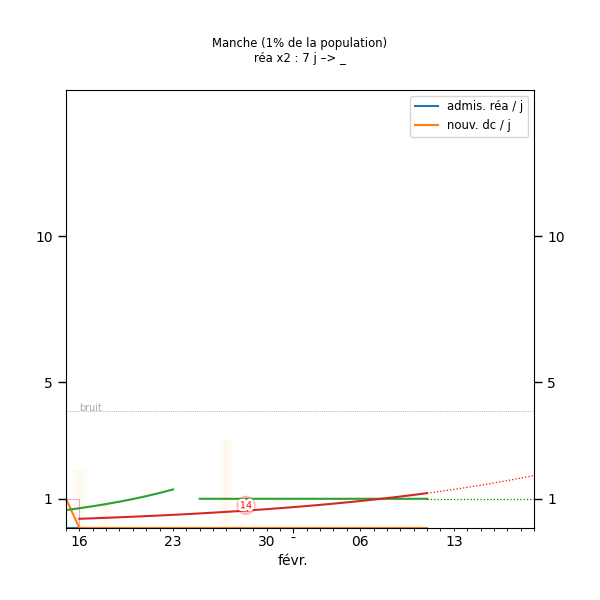 Manche (1% de la population)
réa x2 : 7 j –> _
admis. réa / j
nouv. dc / j
10 10
5 5
bruit
1 1
14
16 23 30 - 06 13
févr.